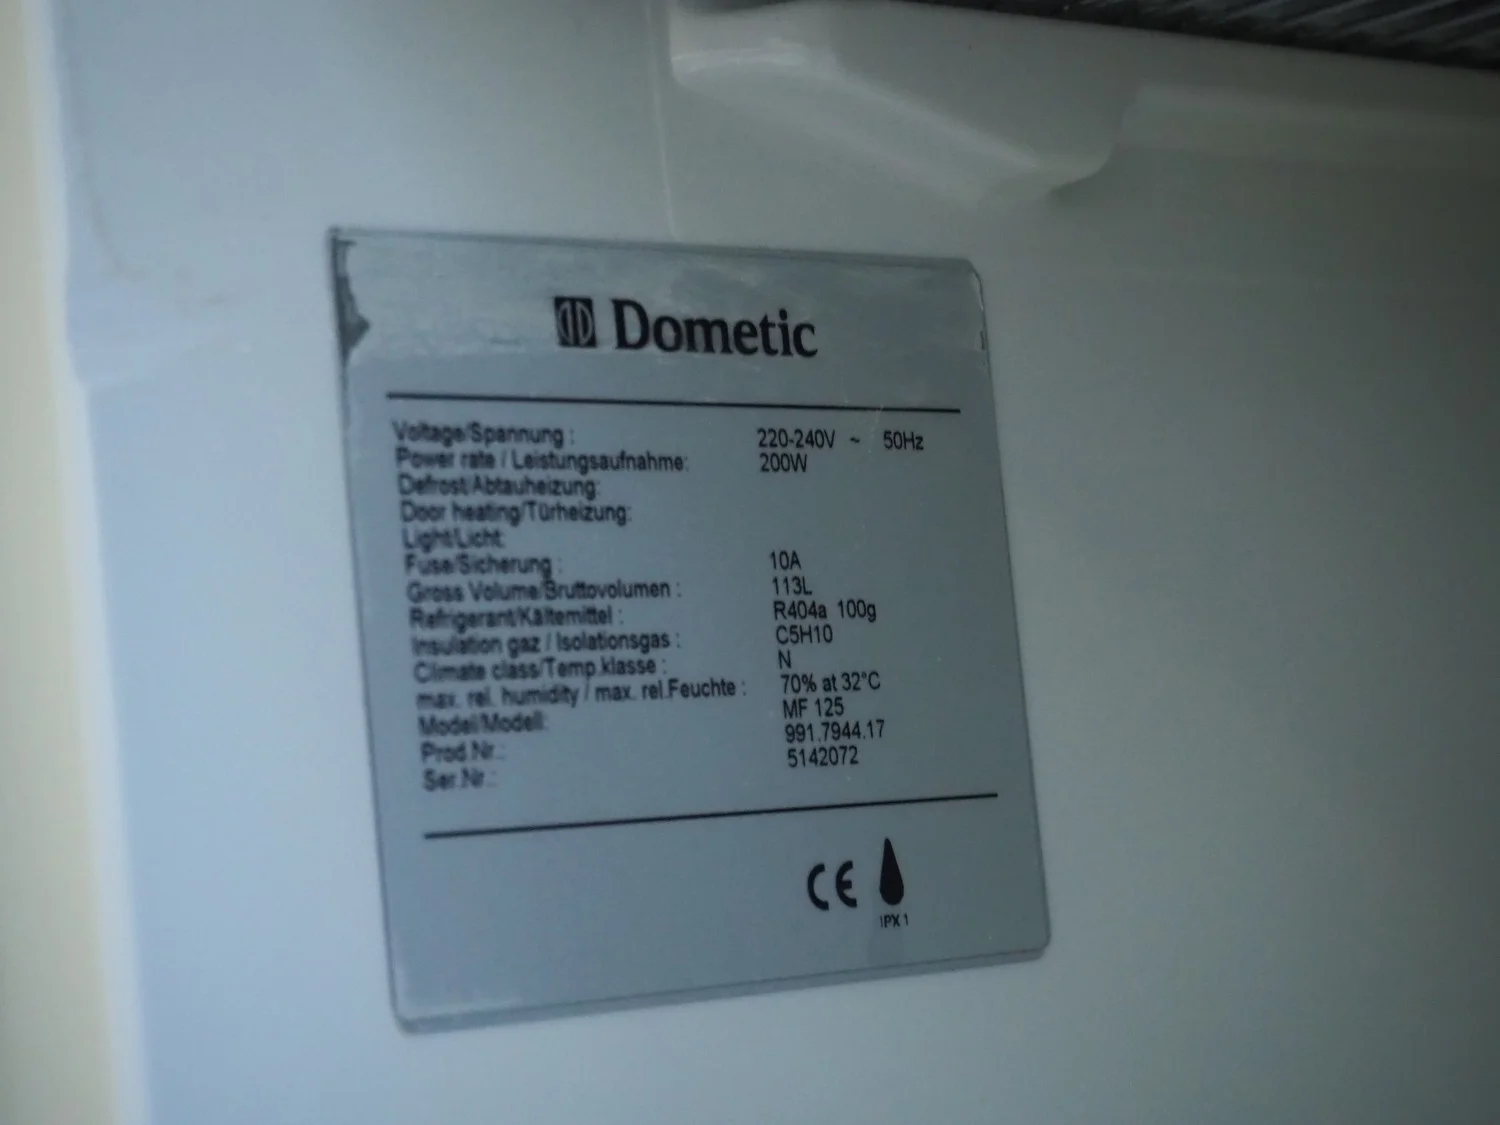 Dometic
Voltage/Spannung : 220-240V ~ 50Hz
Power rate / Leistungsaufnahme: 200W
Defrost/Abtauheizung:
Door heating/Türheizung:
Light/Licht:
Fuse/Sicherung : 10A
Gross Volume/Bruttovolumen : 113L
Refrigerant/Kältemittel : R404a 100g
Insulation gaz / Isolationsgas : C5H10
Climate class/Temp.klasse : N
max. rel. humidity / max. rel.Feuchte : 70% at 32°C
Model/Modell: MF 125
Prod.Nr.: 991.7944.17
Ser.Nr.: 5142072
CE
IPX1